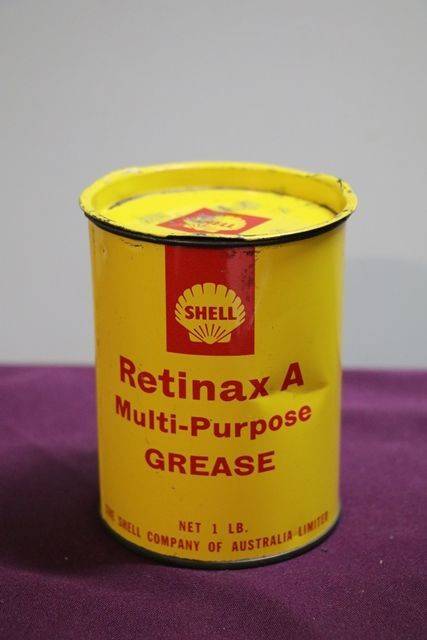 SHELL
SHELL
Retinax A
Multi-Purpose
GREASE
NET 1 LB.
THE SHELL COMPANY OF AUSTRALIA LIMITED